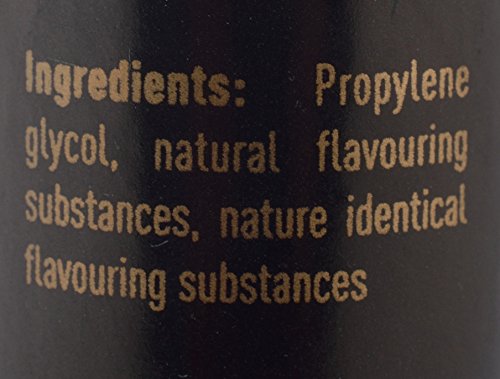 Ingredients: Propylene
glycol, natural flavouring
substances, nature identical
flavouring substances